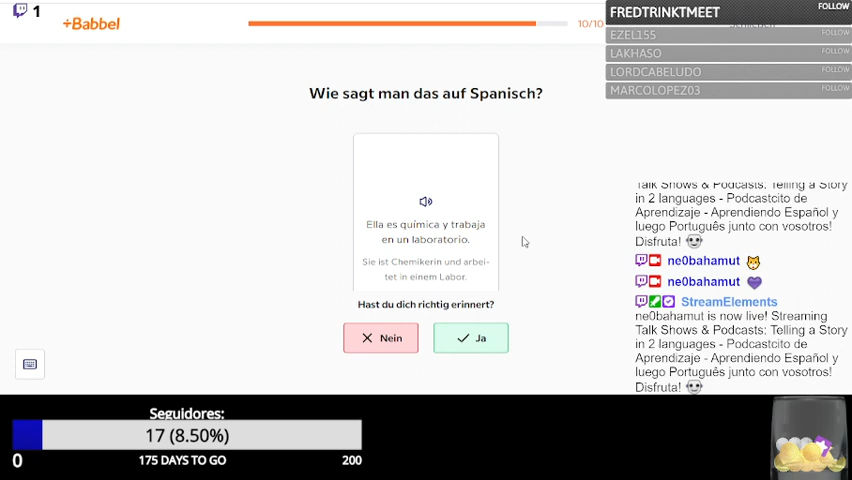 1
+Babbel
10/10
FREDTRINKTMEET FOLLOW
EZEL155 FOLLOW
LAKHASO FOLLOW
LORDCABELUDO FOLLOW
MARCOLOPEZ03 FOLLOW
Wie sagt man das auf Spanisch?
Ella es química y trabaja
en un laboratorio.
Sie ist Chemikerin und arbei-
tet in einem Labor.
Hast du dich richtig erinnert?
Nein
Ja
Talk Shows & Podcasts: Telling a Story
in 2 languages - Podcastcito de
Aprendizaje - Aprendiendo Español y
luego Português junto con vosotros!
Disfruta!
ne0bahamut
ne0bahamut
StreamElements
ne0bahamut is now live! Streaming
Talk Shows & Podcasts: Telling a Story
in 2 languages - Podcastcito de
Aprendizaje - Aprendiendo Español y
luego Português junto con vosotros!
Disfruta!
Seguidores:
17 (8.50%)
0
175 DAYS TO GO
200